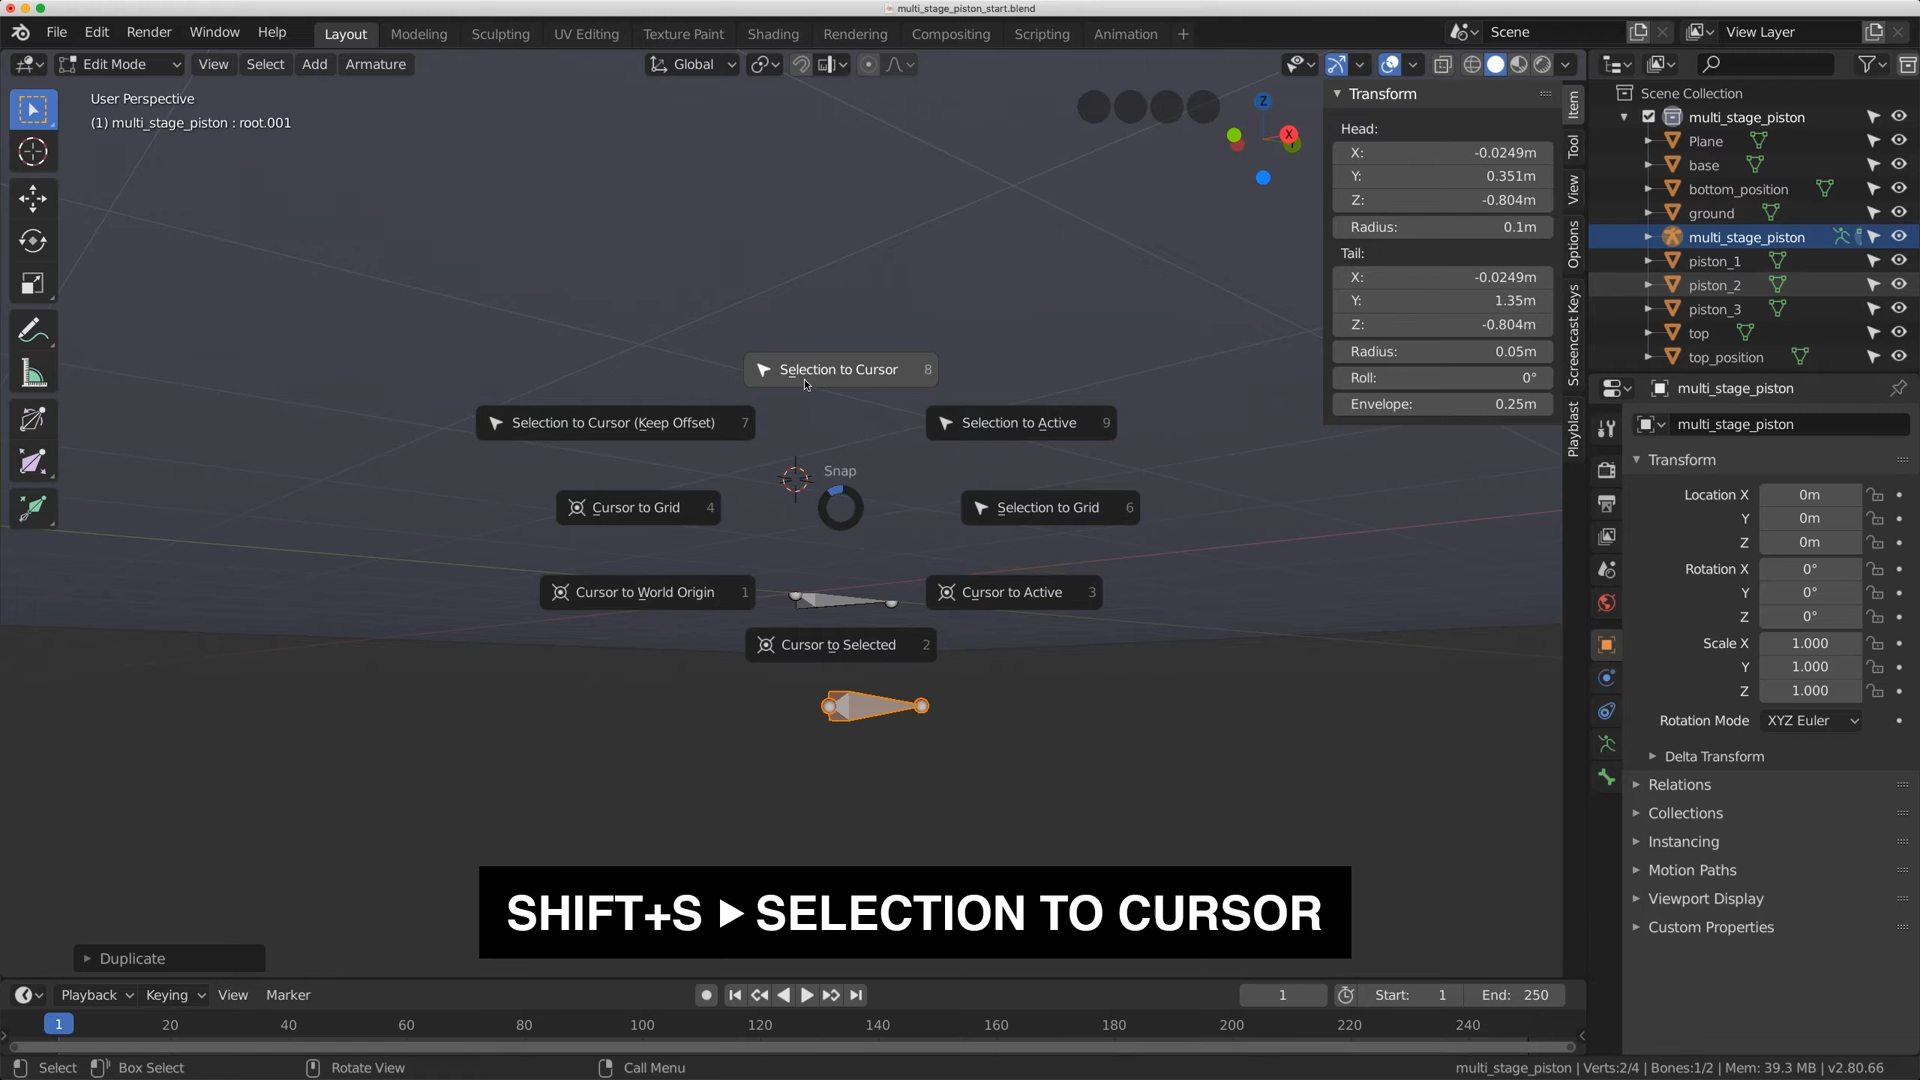 multi_stage_piston_start.blend
File Edit Render Window Help
Layout Modeling Sculpting UV Editing Texture Paint Shading Rendering Compositing Scripting Animation +
Scene
View Layer
Edit Mode View Select Add Armature
Global
User Perspective
(1) multi_stage_piston : root.001
Z
X
Y
Transform
Head:
X: -0.0249m
Y: 0.351m
Z: -0.804m
Radius: 0.1m
Tail:
X: -0.0249m
Y: 1.35m
Z: -0.804m
Radius: 0.05m
Roll: 0°
Envelope: 0.25m
Item
Tool
View
Options
Screencast Keys
Playblast
Scene Collection
multi_stage_piston
Plane
base
bottom_position
ground
multi_stage_piston
piston_1
piston_2
piston_3
top
top_position
multi_stage_piston
multi_stage_piston
Transform
Location X 0m
Y 0m
Z 0m
Rotation X 0°
Y 0°
Z 0°
Scale X 1.000
Y 1.000
Z 1.000
Rotation Mode XYZ Euler
Delta Transform
Relations
Collections
Instancing
Motion Paths
Viewport Display
Custom Properties
Selection to Cursor 8
Selection to Cursor (Keep Offset) 7
Selection to Active 9
Snap
Cursor to Grid 4
Selection to Grid 6
Cursor to World Origin 1
Cursor to Active 3
Cursor to Selected 2
SHIFT+S ▶ SELECTION TO CURSOR
Duplicate
Playback Keying View Marker
1
Start: 1
End: 250
1 20 40 60 80 100 120 140 160 180 200 220 240
Select Box Select Rotate View Call Menu
multi_stage_piston | Verts:2/4 | Bones:1/2 | Mem: 39.3 MB | v2.80.66